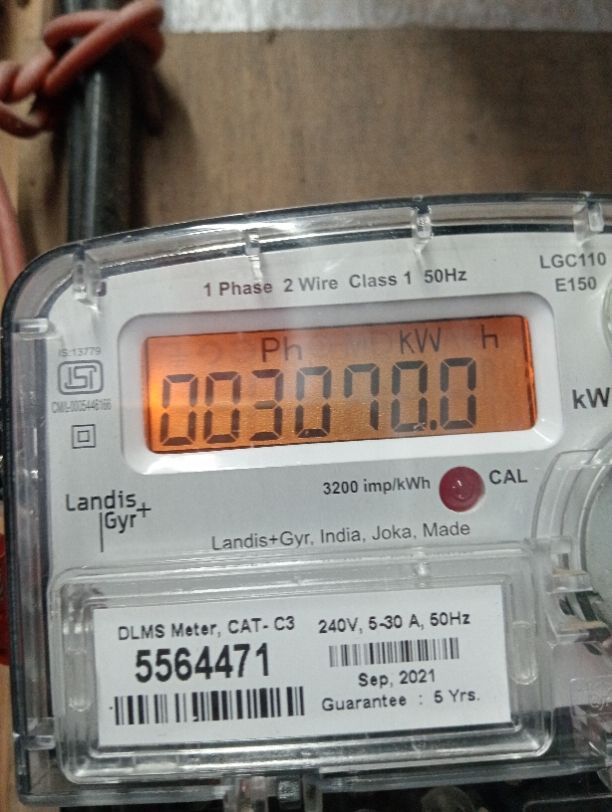 LGC110
E150
1 Phase 2 Wire Class 1 50Hz
IS:13779
ISI
Ph kW h
003070.0
kW
3200 imp/kWh CAL
Landis
Gyr+
Landis+Gyr, India, Joka, Made
DLMS Meter, CAT- C3 240V, 5-30 A, 50Hz
5564471
Sep, 2021
Guarantee : 5 Yrs.